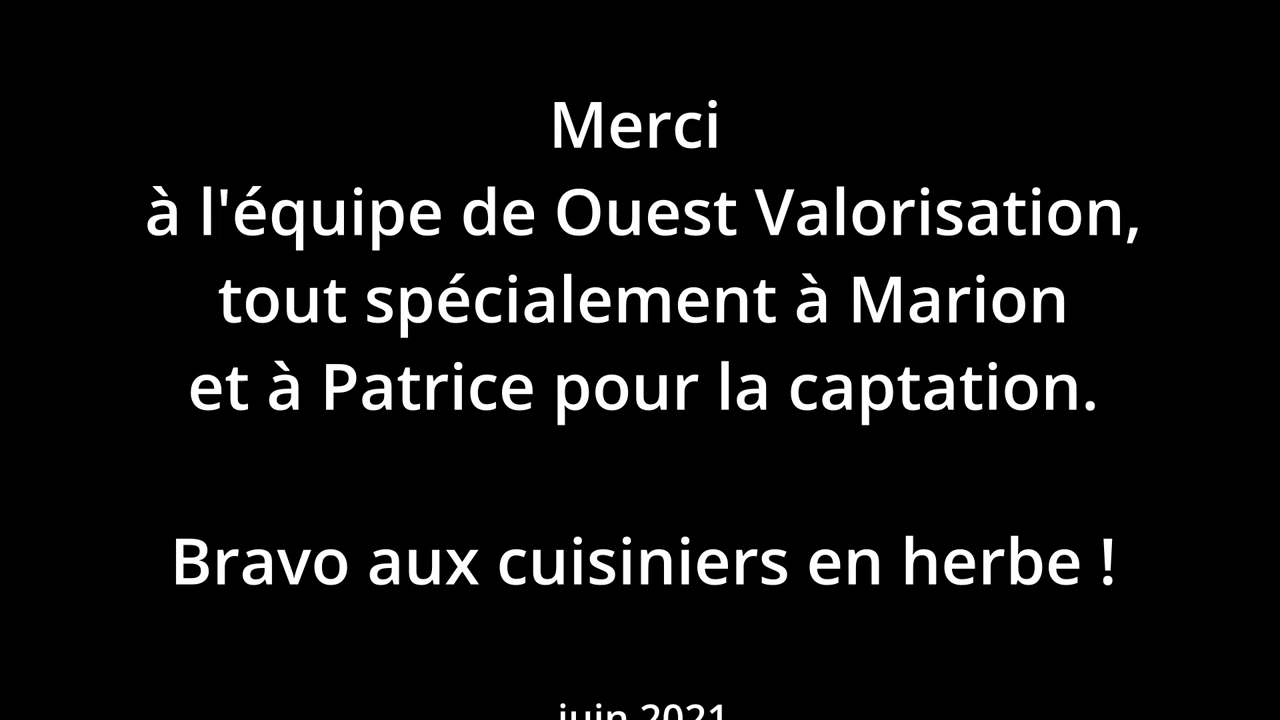 Merci
à l'équipe de Ouest Valorisation,
tout spécialement à Marion
et à Patrice pour la captation.
Bravo aux cuisiniers en herbe !
juin 2021